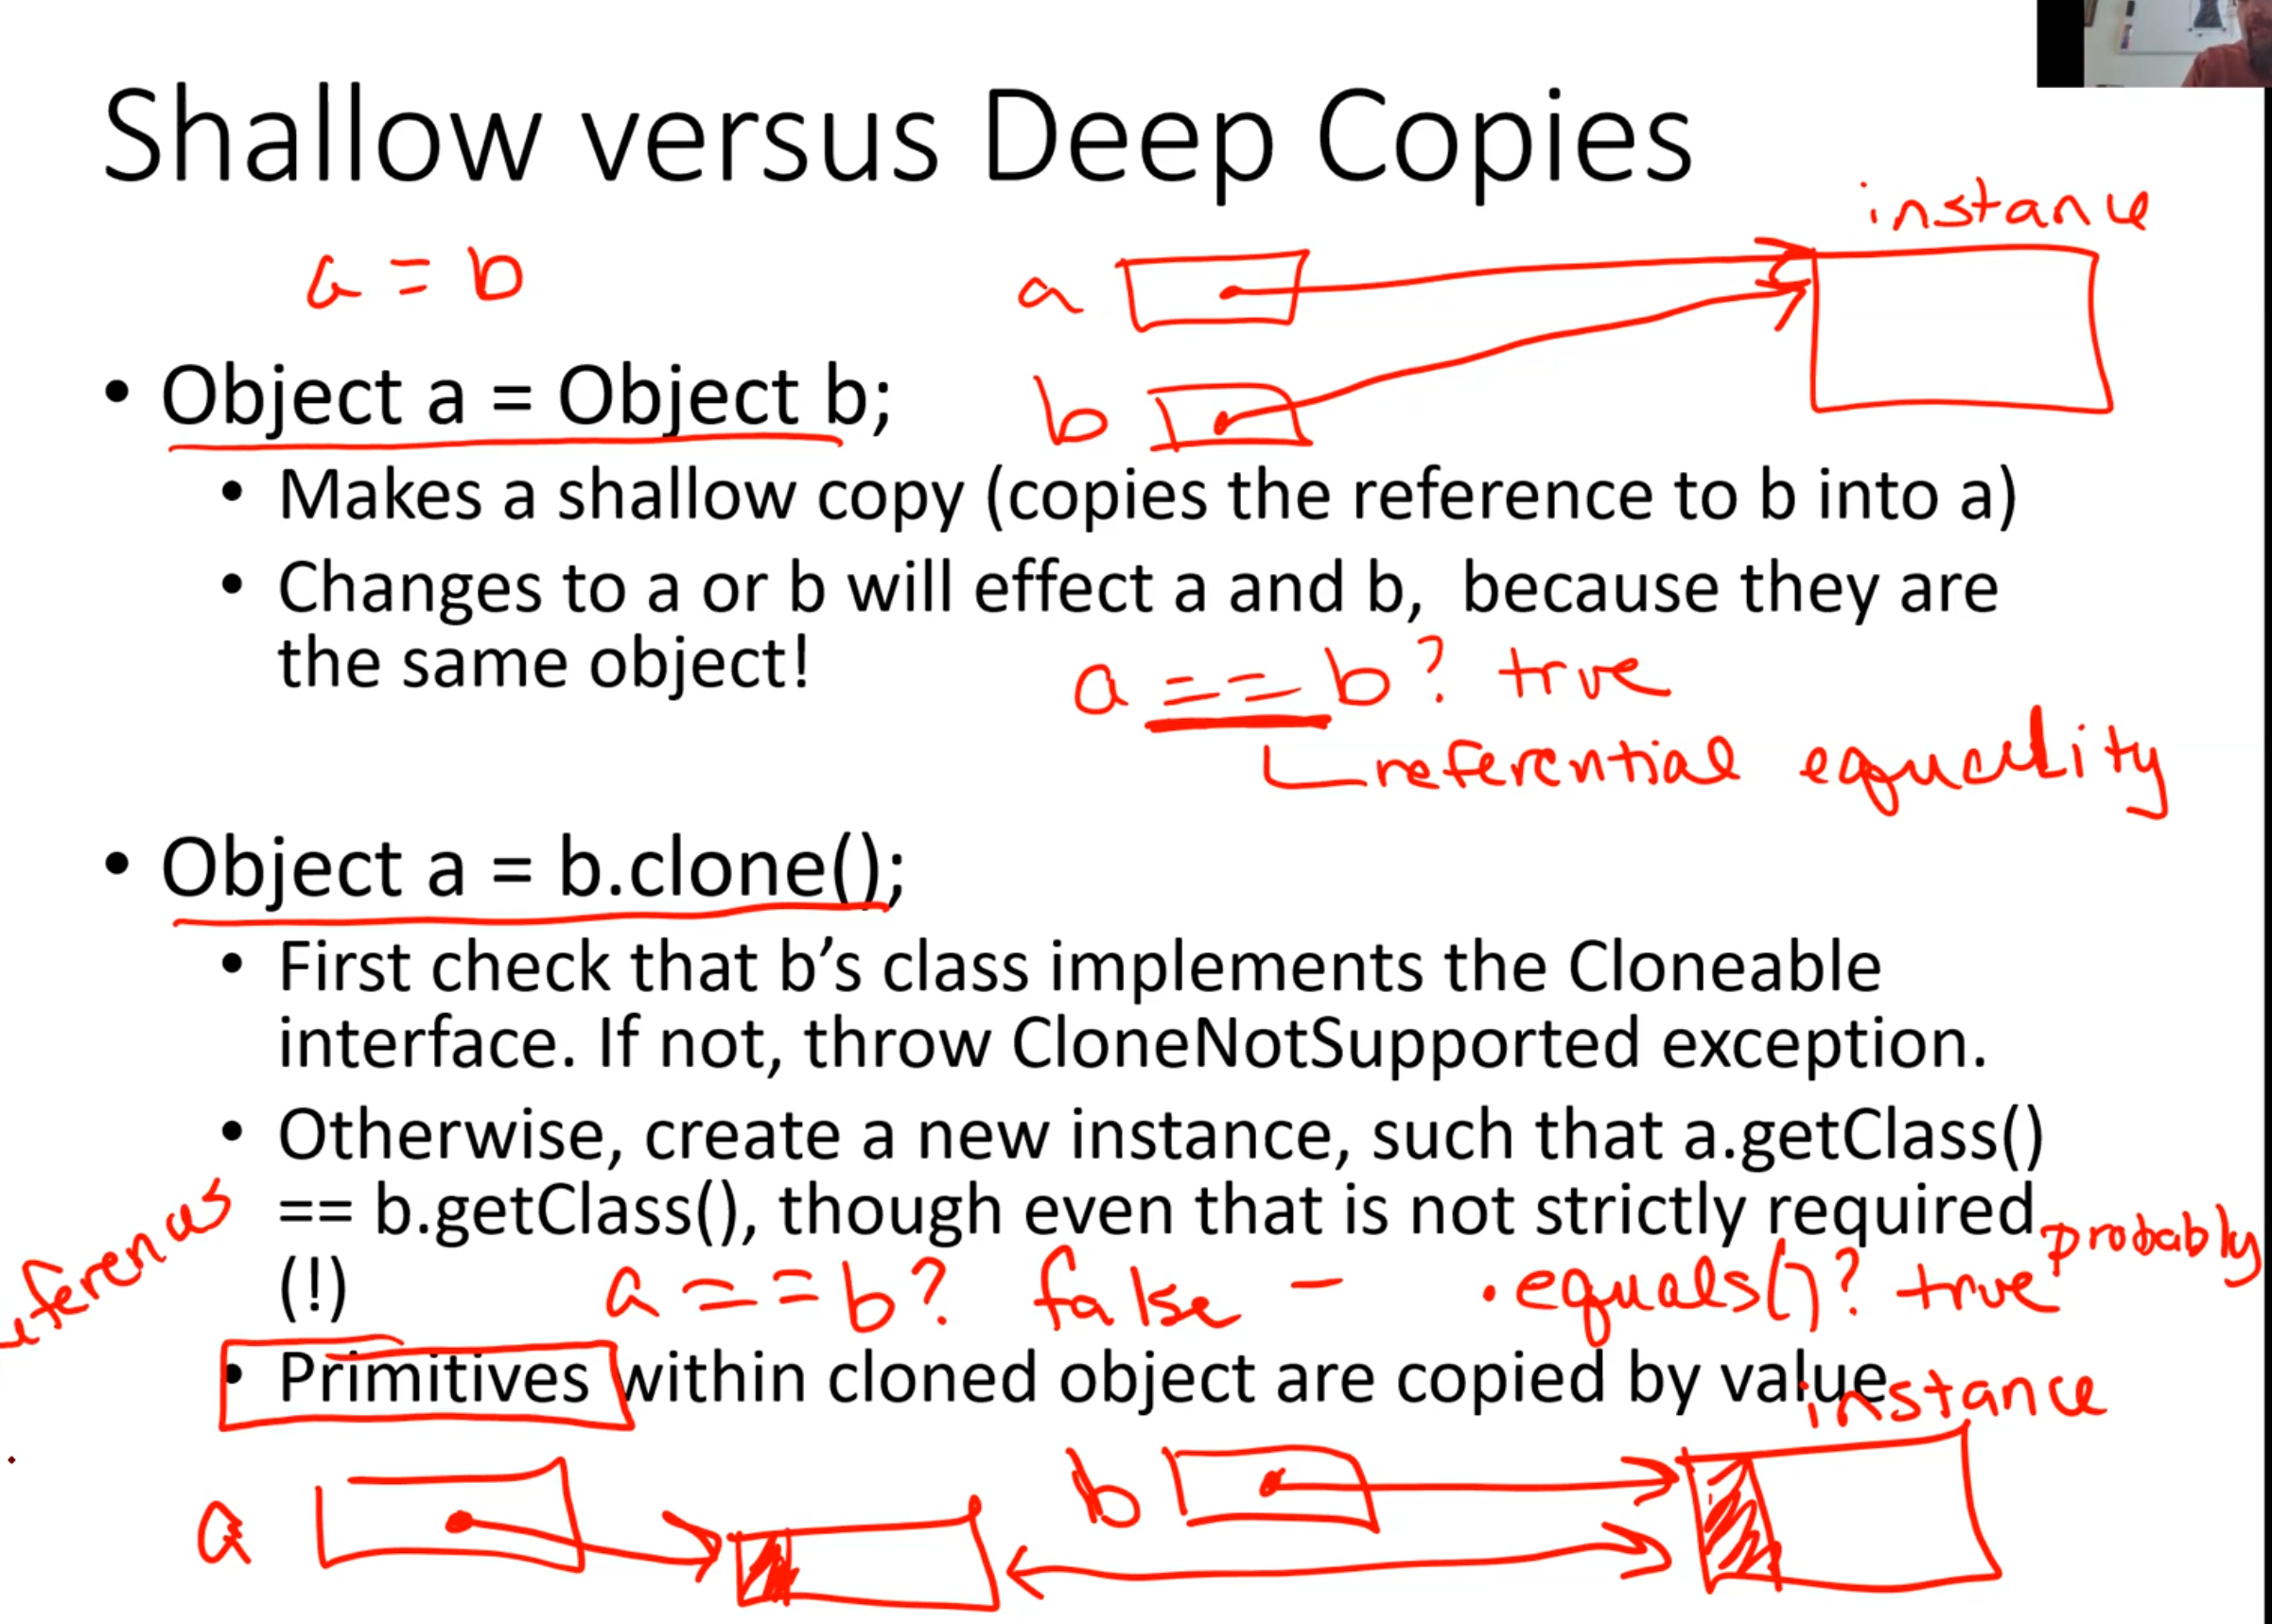 Shallow versus Deep Copies
instance
a = b
a
• Object a = Object b;
b
• Makes a shallow copy (copies the reference to b into a)
• Changes to a or b will effect a and b, because they are
the same object!
a == b? true
referential equality
• Object a = b.clone();
• First check that b’s class implements the Cloneable
interface. If not, throw CloneNotSupported exception.
• Otherwise, create a new instance, such that a.getClass()
== b.getClass(), though even that is not strictly required
(!)
a == b? false – .equals()? true probably
• Primitives within cloned object are copied by value
instance
a
b